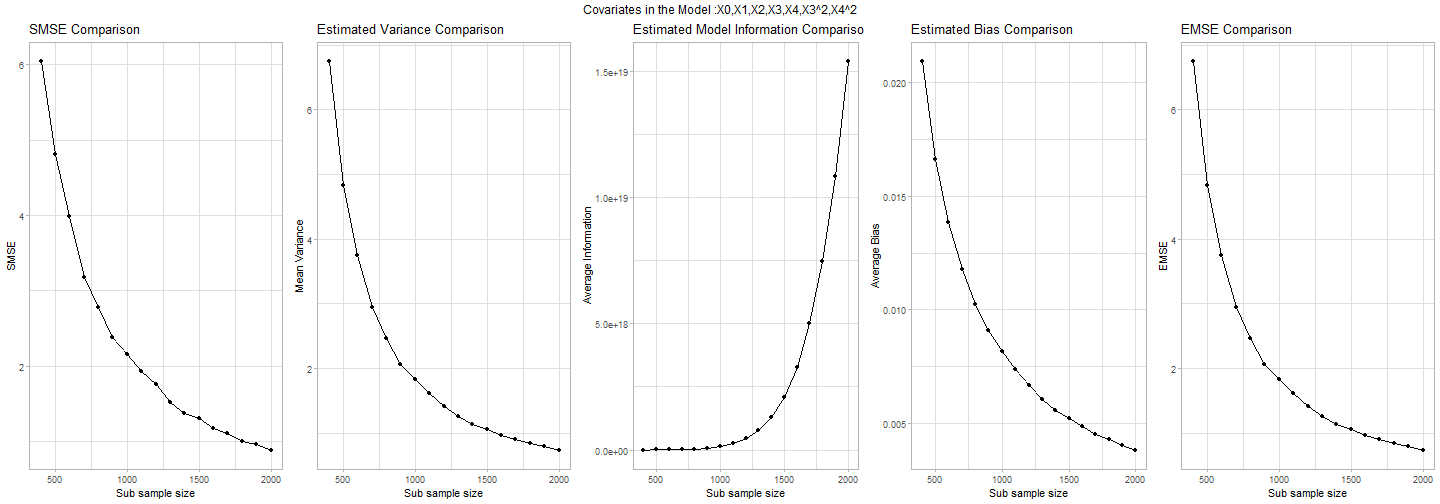 Covariates in the Model :X0,X1,X2,X3,X4,X3^2,X4^2
SMSE Comparison
SMSE
6
4
2
500 1000 1500 2000
Sub sample size
Estimated Variance Comparison
Mean Variance
6
4
2
500 1000 1500 2000
Sub sample size
Estimated Model Information Compariso
Average Information
1.5e+19
1.0e+19
5.0e+18
0.0e+00
500 1000 1500 2000
Sub sample size
Estimated Bias Comparison
Average Bias
0.020
0.015
0.010
0.005
500 1000 1500 2000
Sub sample size
EMSE Comparison
EMSE
6
4
2
500 1000 1500 2000
Sub sample size